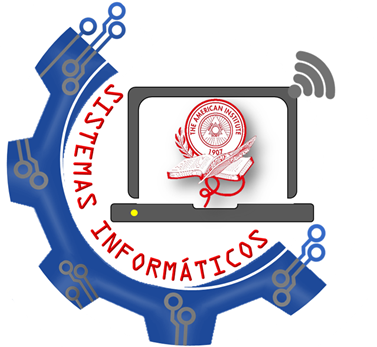 SISTEMAS INFORMÁTICOS
THE AMERICAN INSTITUTE
1907